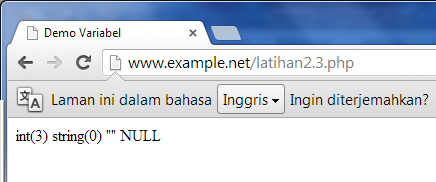 Demo Variabel
www.example.net/latihan2.3.php
Laman ini dalam bahasa Inggris Ingin diterjemahkan?
int(3) string(0) "" NULL